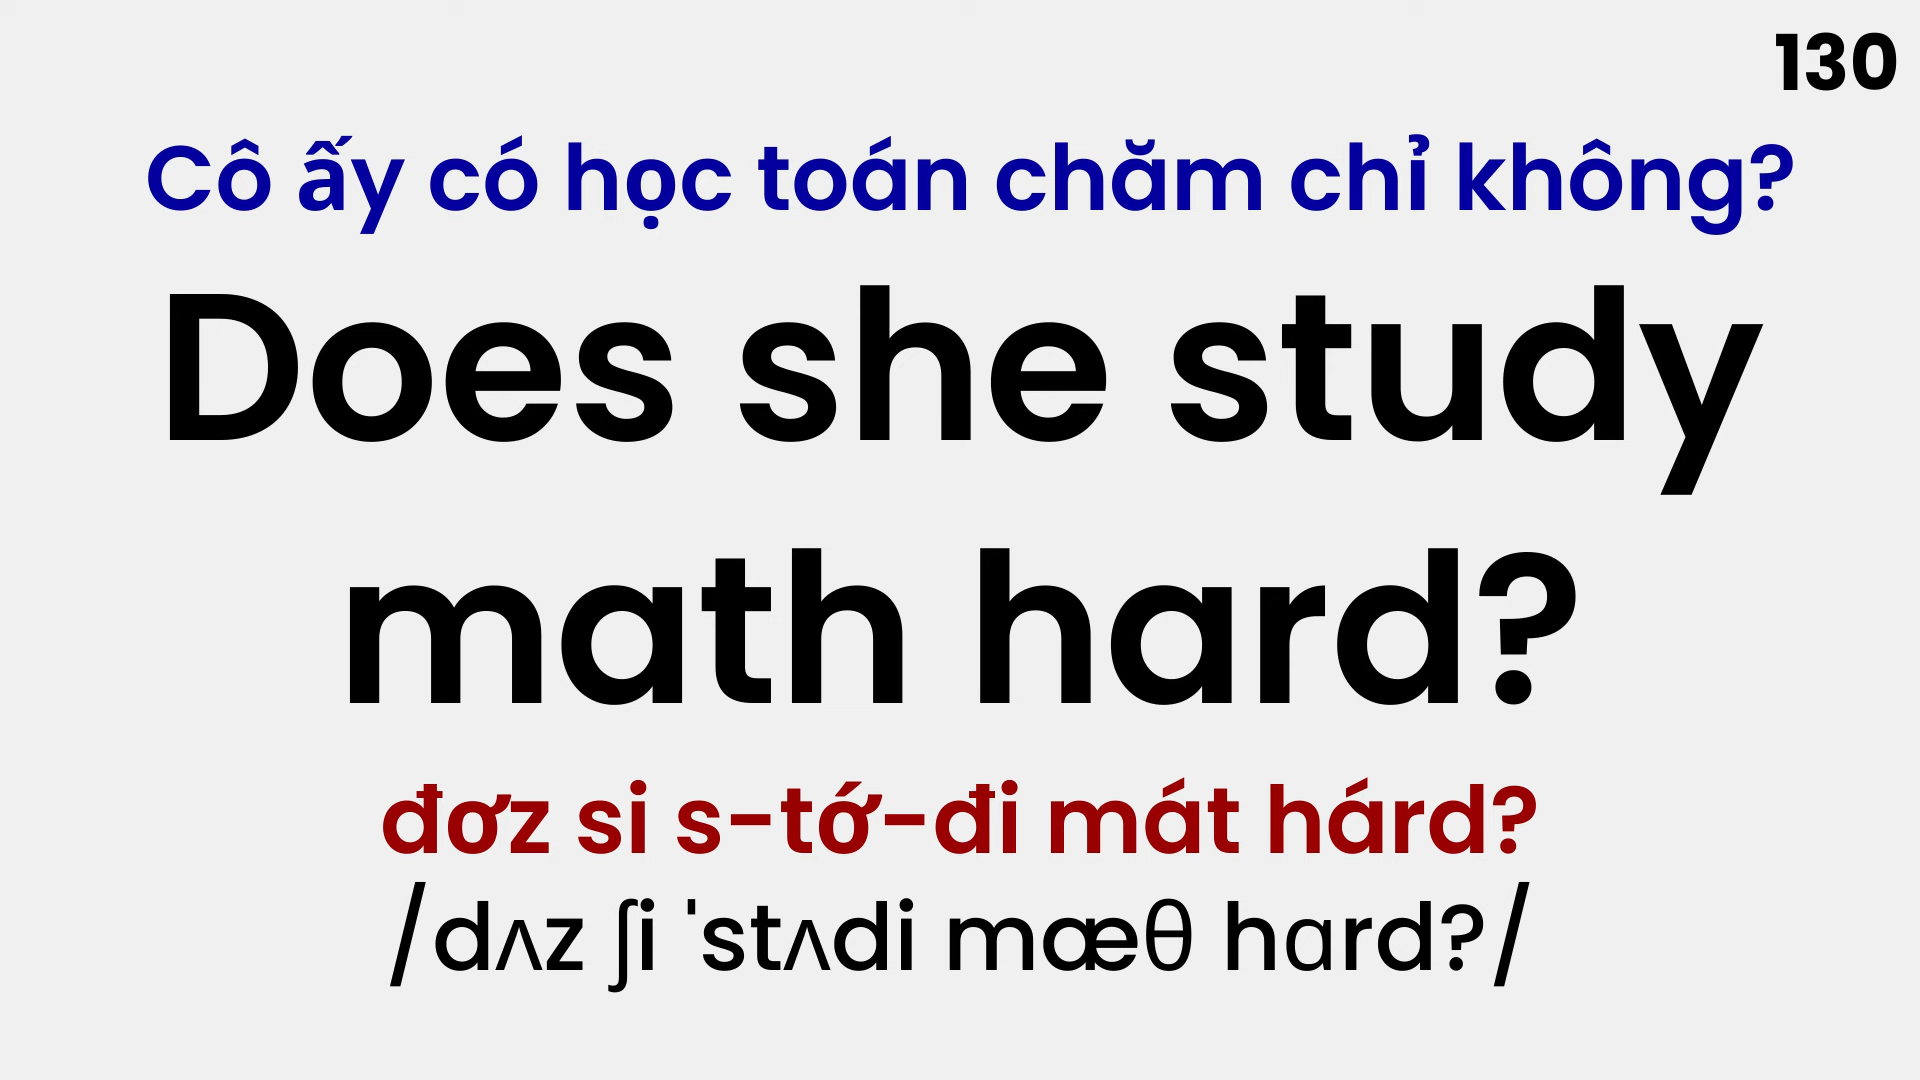 130
Cô ấy có học toán chăm chỉ không?
Does she study
math hard?
đơz si s-tớ-đi mát hárd?
/dʌz ʃi ˈstʌdi mæθ hɑrd?/